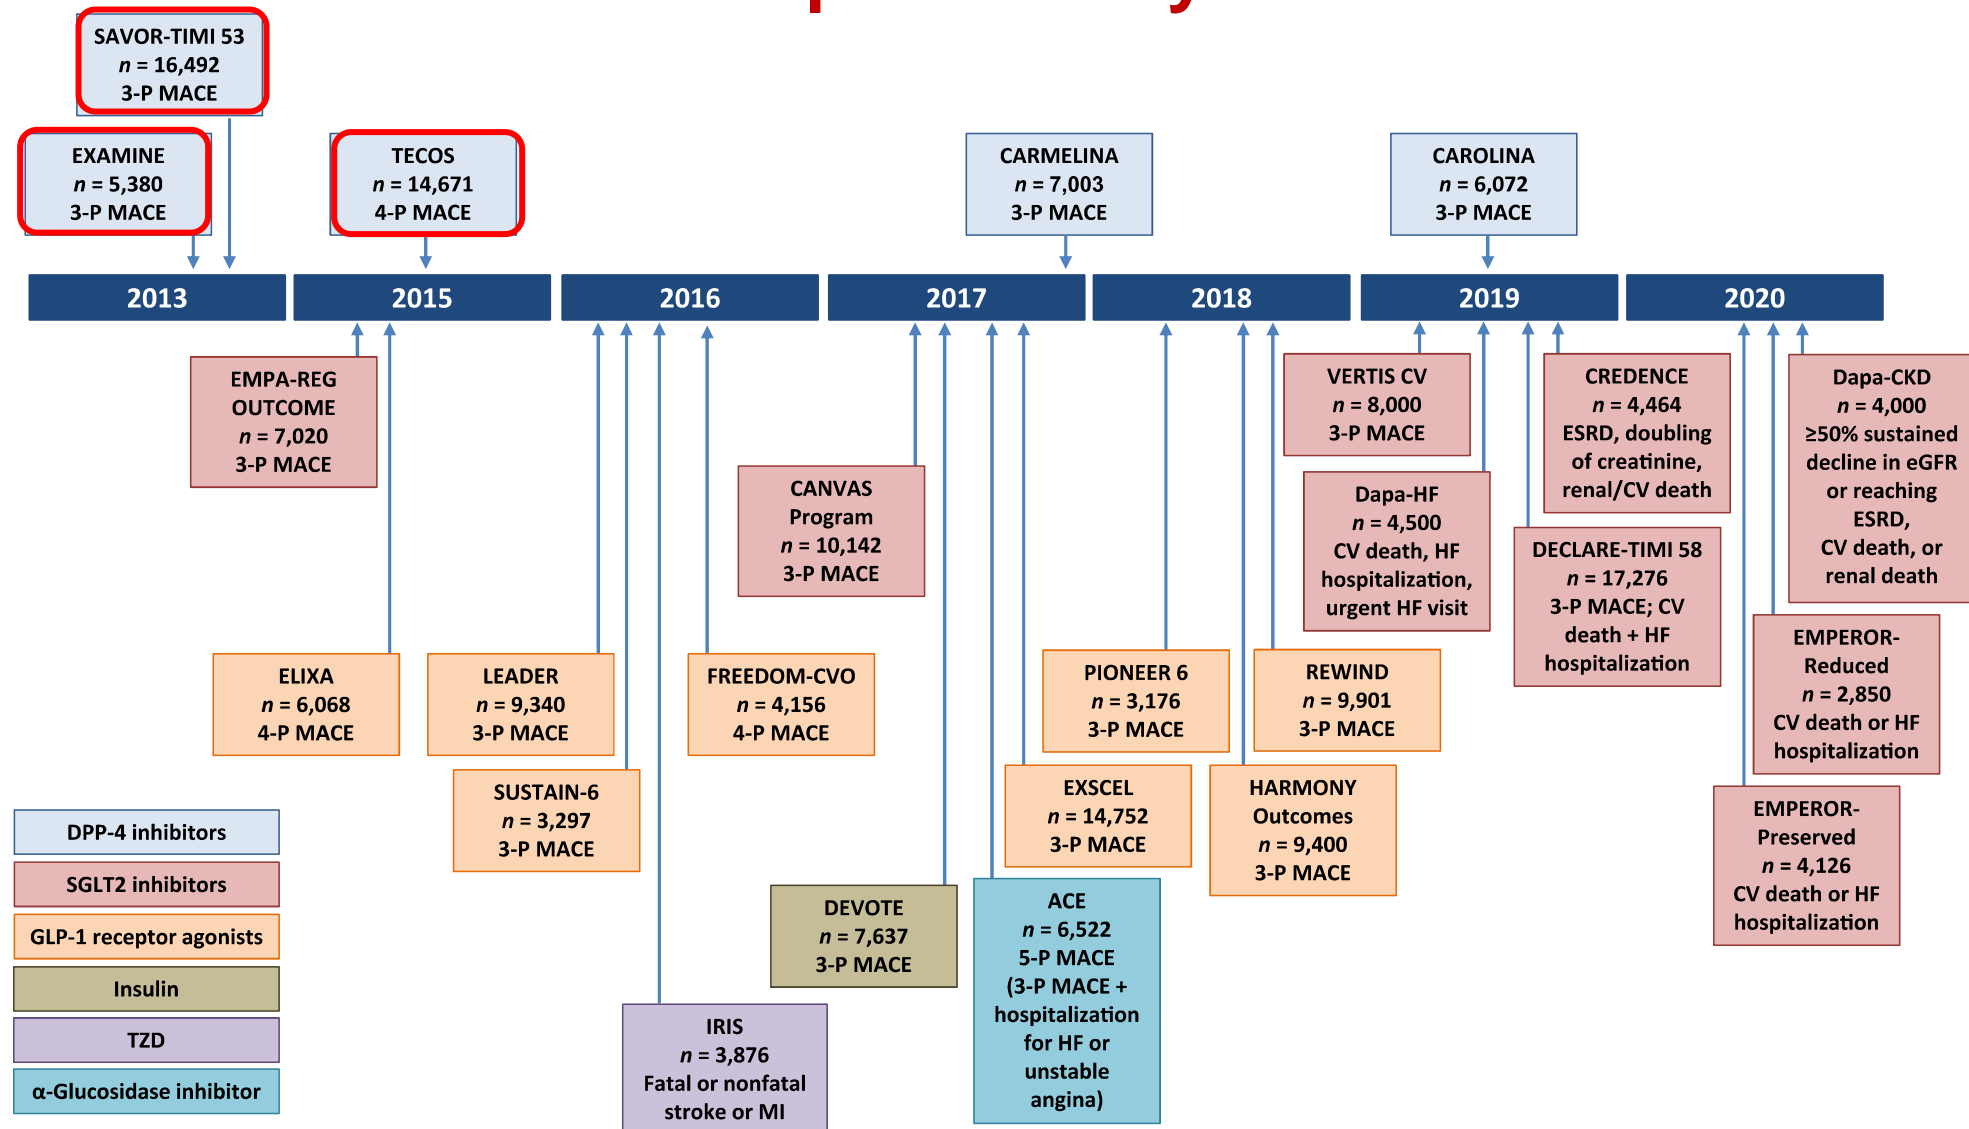 SAVOR-TIMI 53
n = 16,492
3-P MACE
EXAMINE
n = 5,380
3-P MACE
TECOS
n = 14,671
4-P MACE
CARMELINA
n = 7,003
3-P MACE
CAROLINA
n = 6,072
3-P MACE
2013
2015
2016
2017
2018
2019
2020
EMPA-REG
OUTCOME
n = 7,020
3-P MACE
CANVAS
Program
n = 10,142
3-P MACE
VERTIS CV
n = 8,000
3-P MACE
CREDENCE
n = 4,464
ESRD, doubling
of creatinine,
renal/CV death
Dapa-CKD
n = 4,000
≥50% sustained
decline in eGFR
or reaching
ESRD,
CV death, or
renal death
Dapa-HF
n = 4,500
CV death, HF
hospitalization,
urgent HF visit
DECLARE-TIMI 58
n = 17,276
3-P MACE; CV
death + HF
hospitalization
EMPEROR-
Reduced
n = 2,850
CV death or HF
hospitalization
EMPEROR-
Preserved
n = 4,126
CV death or HF
hospitalization
ELIXA
n = 6,068
4-P MACE
LEADER
n = 9,340
3-P MACE
FREEDOM-CVO
n = 4,156
4-P MACE
PIONEER 6
n = 3,176
3-P MACE
REWIND
n = 9,901
3-P MACE
SUSTAIN-6
n = 3,297
3-P MACE
EXSCEL
n = 14,752
3-P MACE
HARMONY
Outcomes
n = 9,400
3-P MACE
DEVOTE
n = 7,637
3-P MACE
ACE
n = 6,522
5-P MACE
(3-P MACE +
hospitalization
for HF or
unstable
angina)
IRIS
n = 3,876
Fatal or nonfatal
stroke or MI
DPP-4 inhibitors
SGLT2 inhibitors
GLP-1 receptor agonists
Insulin
TZD
α-Glucosidase inhibitor